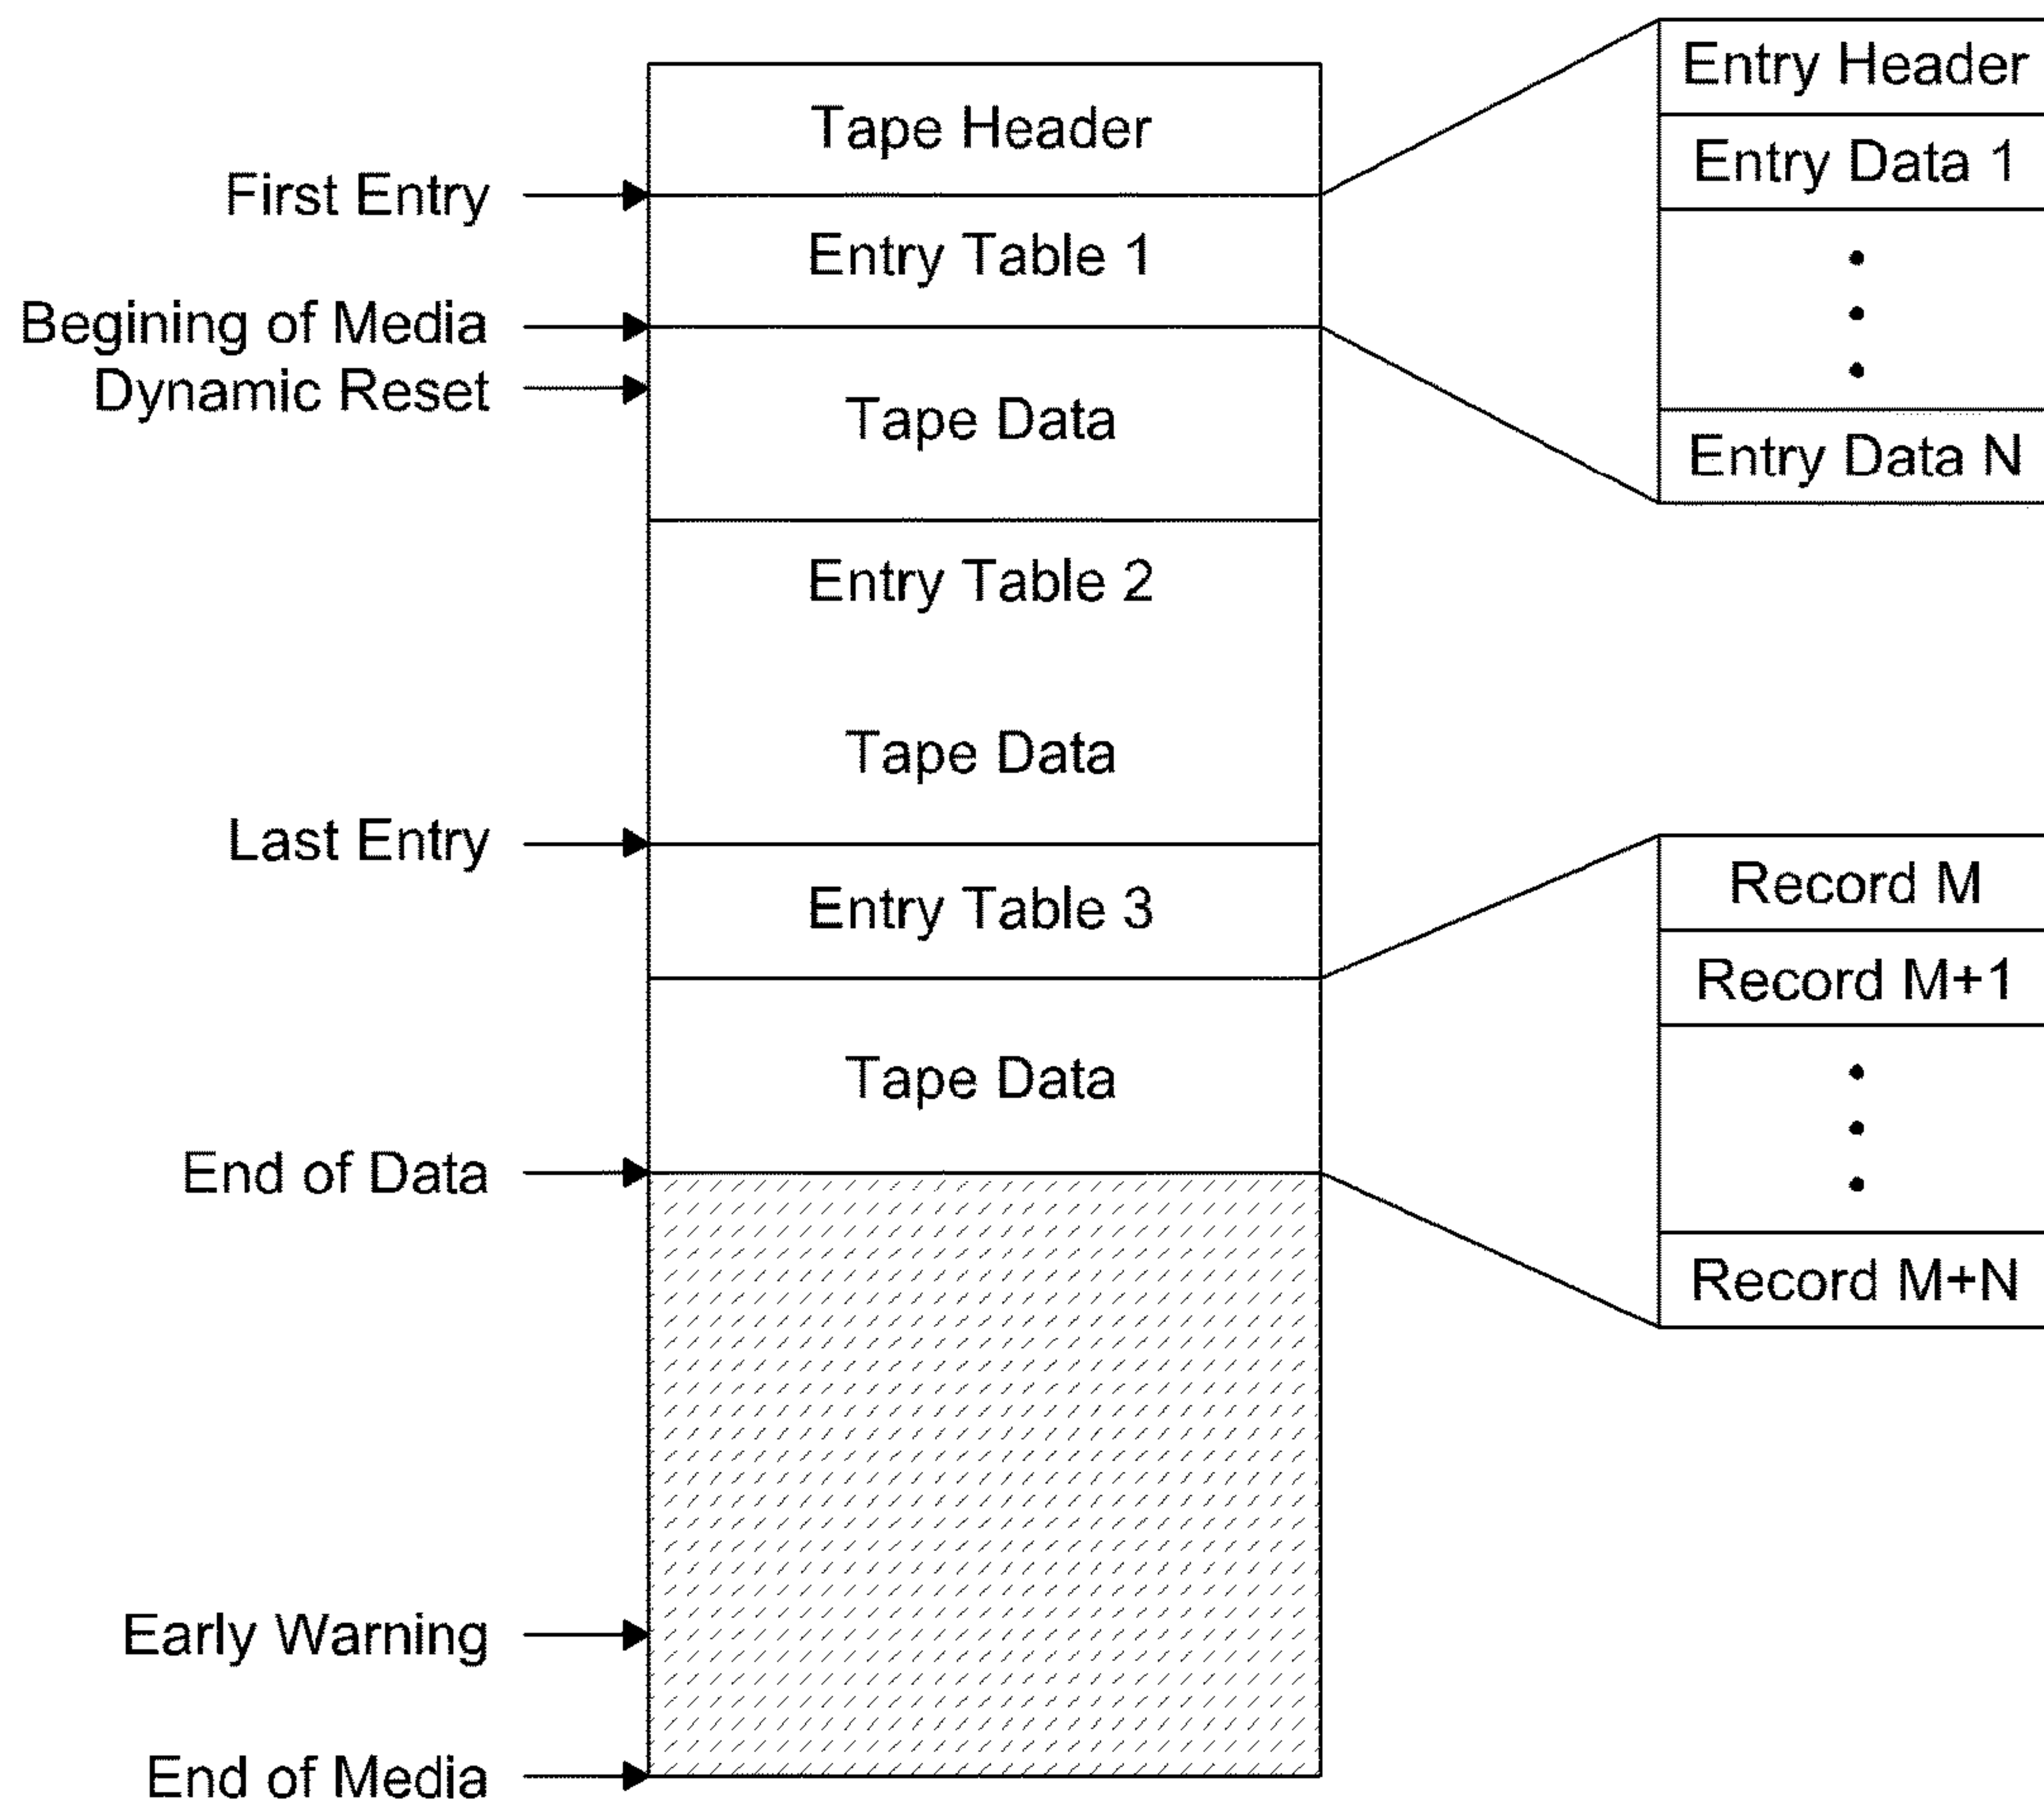 Tape Header
First Entry
Entry Table 1
Begining of Media
Dynamic Reset
Tape Data
Entry Table 2
Tape Data
Last Entry
Entry Table 3
Tape Data
End of Data
Early Warning
End of Media
Entry Header
Entry Data 1
Entry Data N
Record M
Record M+1
Record M+N